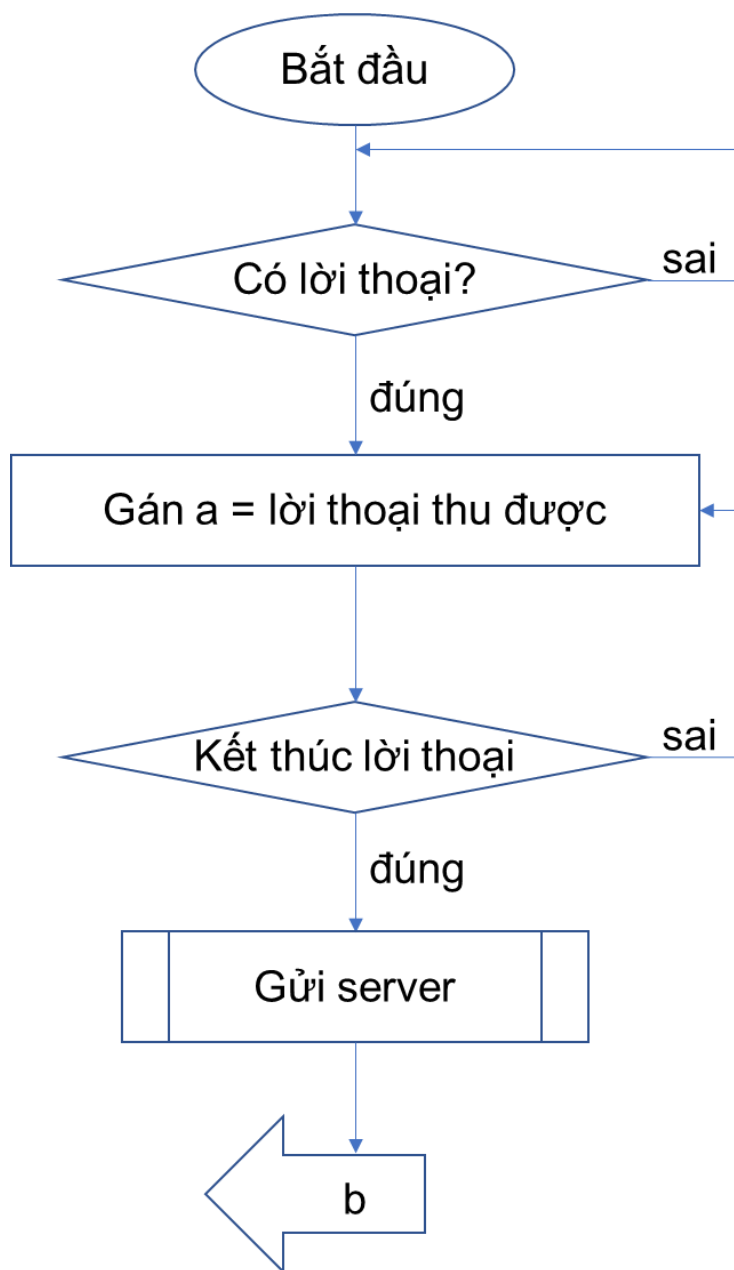 Bắt đầu
Có lời thoại?
sai
đúng
Gán a = lời thoại thu được
Kết thúc lời thoại
sai
đúng
Gửi server
b